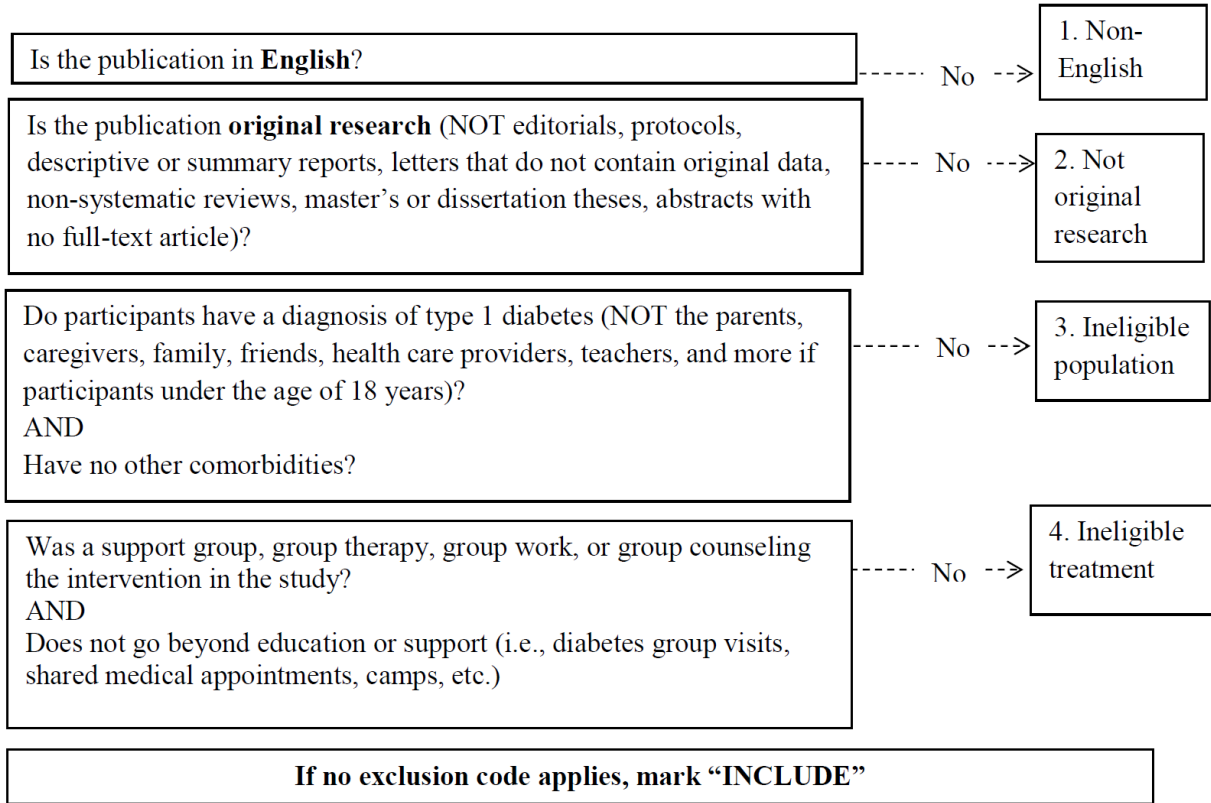 Is the publication in English?
No
1. Non-
English
Is the publication original research (NOT editorials, protocols,
descriptive or summary reports, letters that do not contain original data,
non-systematic reviews, master's or dissertation theses, abstracts with
no full-text article)?
No
2. Not
original
research
Do participants have a diagnosis of type 1 diabetes (NOT the parents,
caregivers, family, friends, health care providers, teachers, and more if
participants under the age of 18 years)?
AND
Have no other comorbidities?
No
3. Ineligible
population
Was a support group, group therapy, group work, or group counseling
the intervention in the study?
AND
Does not go beyond education or support (i.e., diabetes group visits,
shared medical appointments, camps, etc.)
No
4. Ineligible
treatment
If no exclusion code applies, mark “INCLUDE”